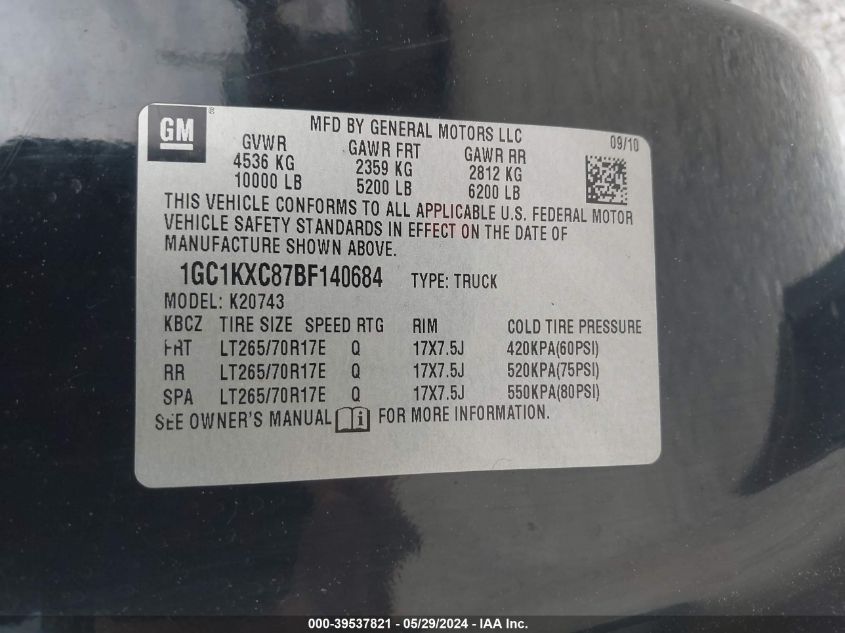 GM ®
MFD BY GENERAL MOTORS LLC
09/10
GVWR GAWR FRT GAWR RR
4536 KG 2359 KG 2812 KG
10000 LB 5200 LB 6200 LB
THIS VEHICLE CONFORMS TO ALL APPLICABLE U.S. FEDERAL MOTOR
VEHICLE SAFETY STANDARDS IN EFFECT ON THE DATE OF
MANUFACTURE SHOWN ABOVE.
1GC1KXC87BF140684 TYPE: TRUCK
MODEL: K20743
KBCZ TIRE SIZE SPEED RTG RIM COLD TIRE PRESSURE
FRT LT265/70R17E Q 17X7.5J 420KPA(60PSI)
RR LT265/70R17E Q 17X7.5J 520KPA(75PSI)
SPA LT265/70R17E Q 17X7.5J 550KPA(80PSI)
SEE OWNER'S MANUAL i FOR MORE INFORMATION.
000-39537821 - 05/29/2024 - IAA Inc.